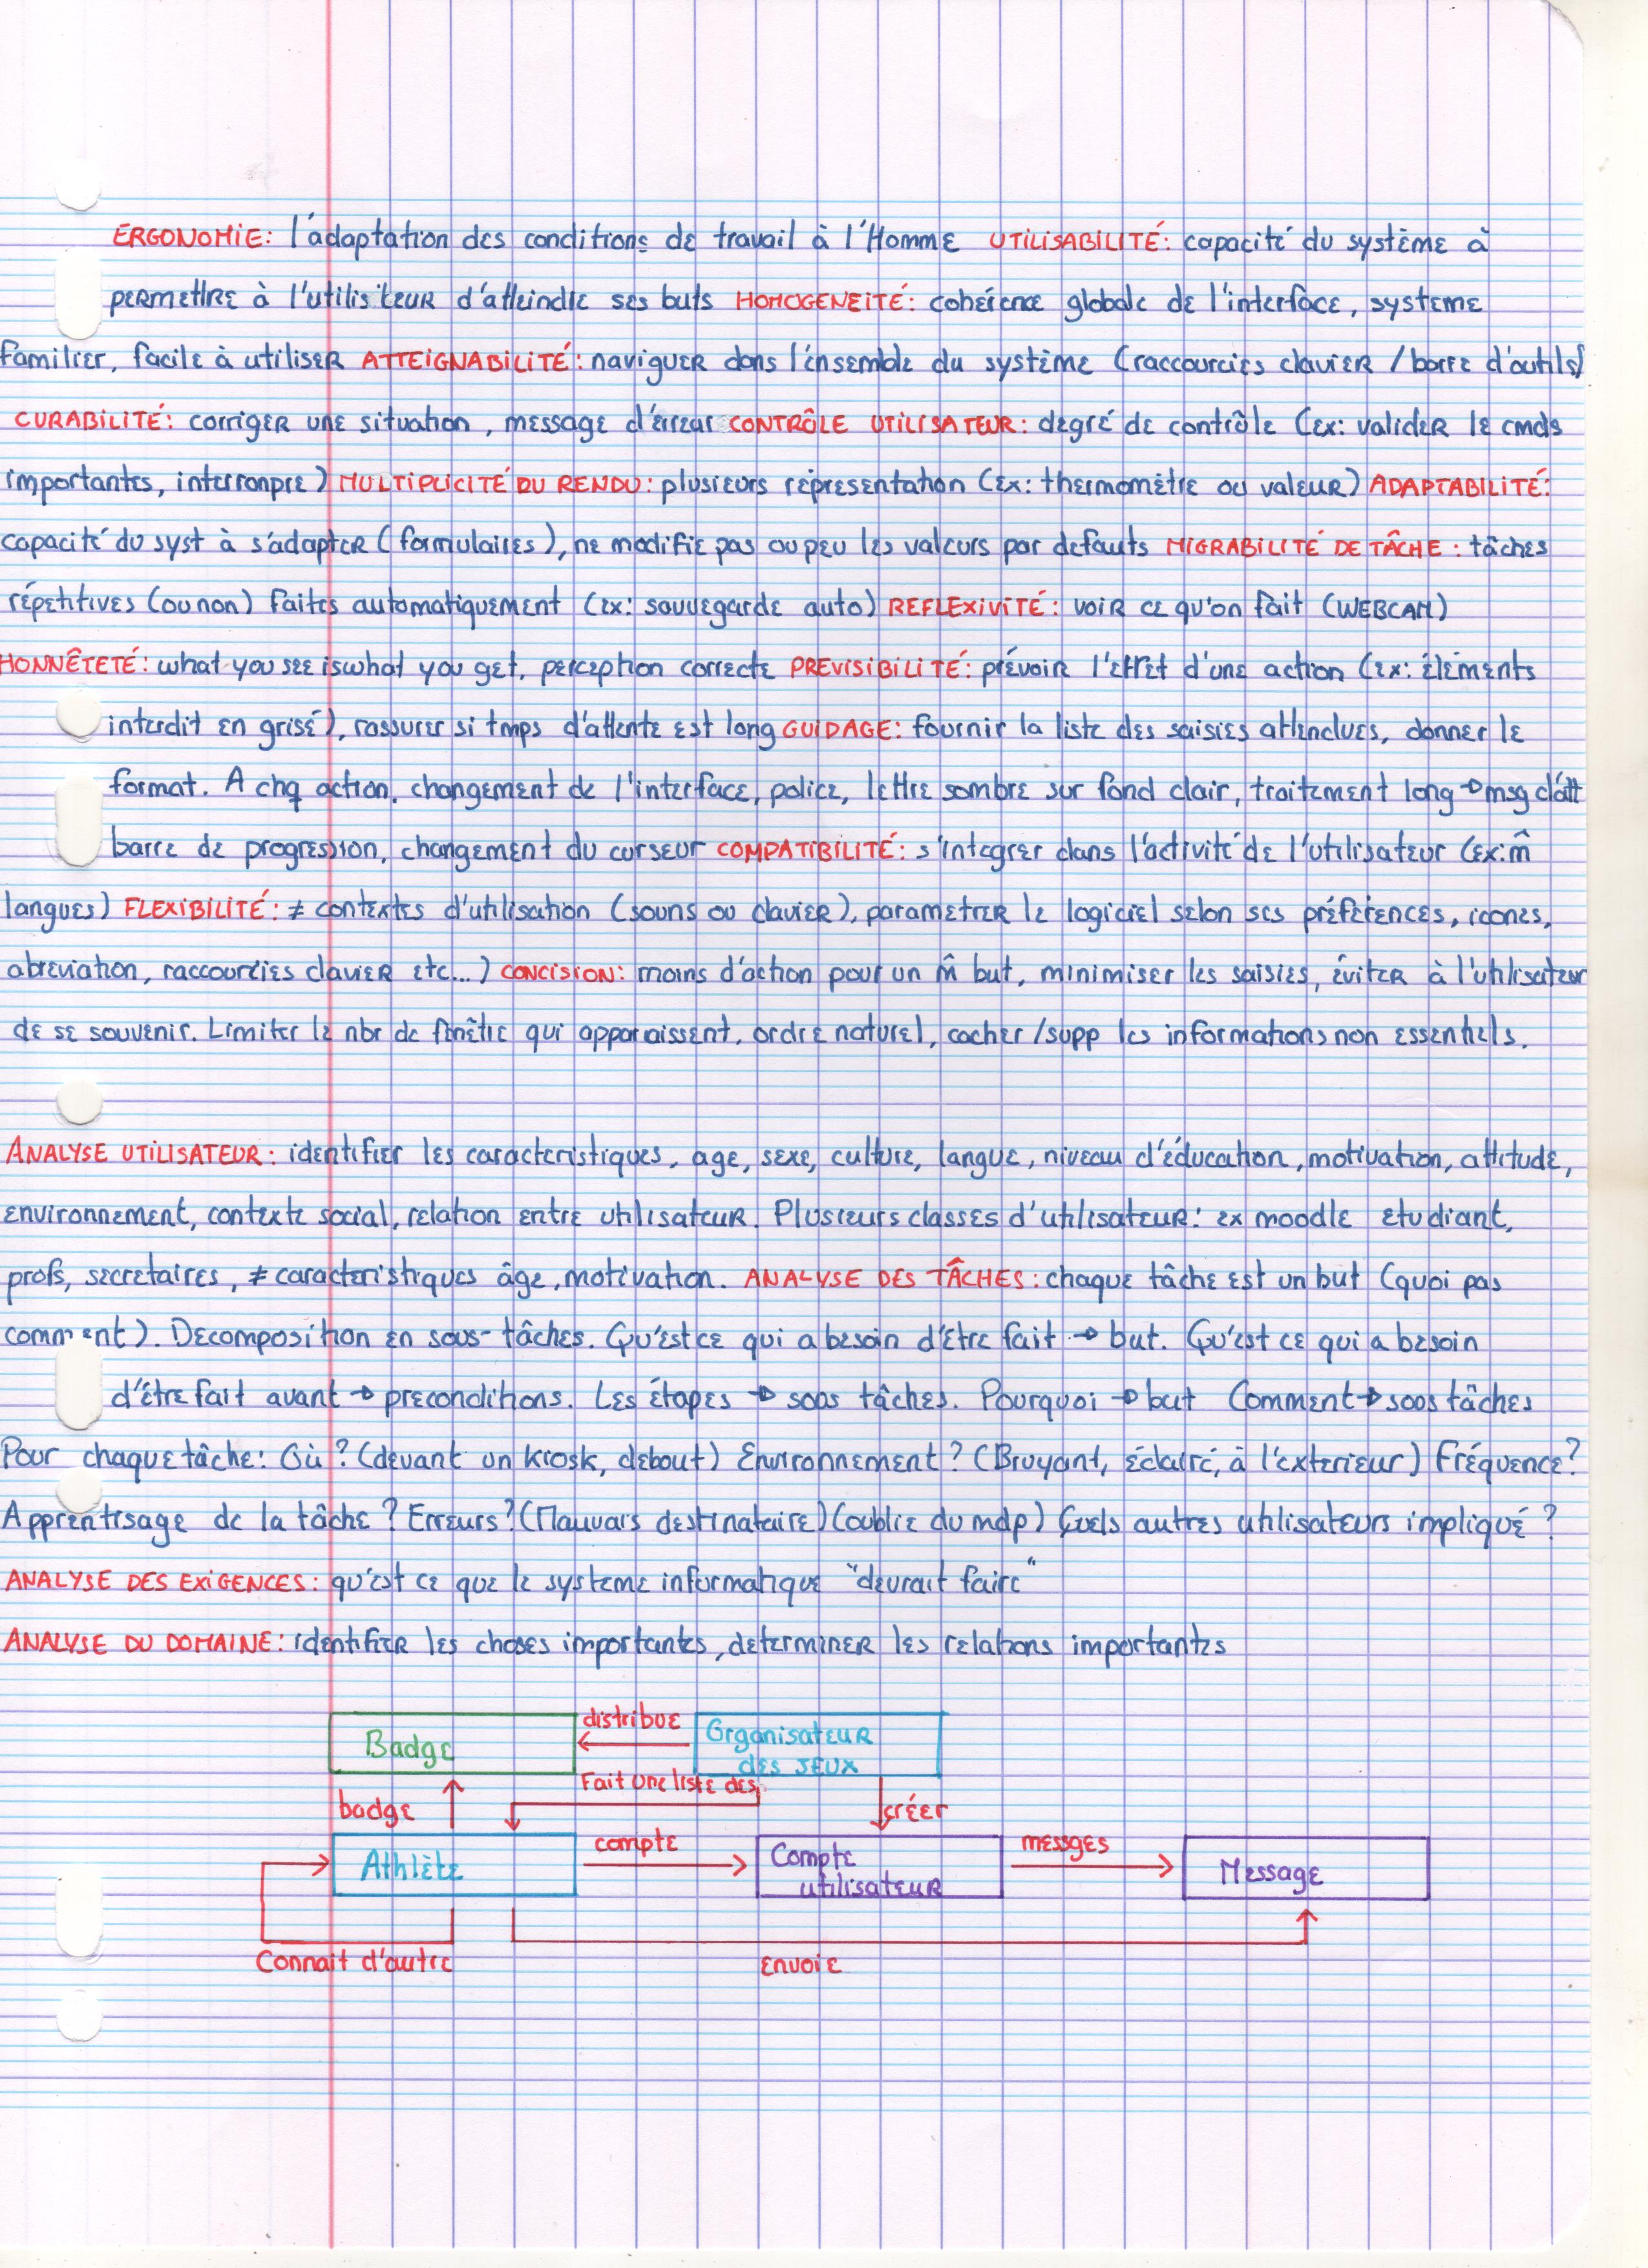 ERGONOMIE: l'adaptation des conditions de travail à l'Homme UTILISABILITÉ: capacité du système à
permettre à l'utilisateur d'atteindre ses buts HOMOGENEITÉ: cohérence globale de l'interface, systeme
familier, facile à utiliser ATTEIGNABILITÉ: naviguer dans l'ensemble du système (raccourcies clavier / barre d'outils)
CURABILITÉ: corriger une situation, message d'erreur CONTRÔLE UTILISATEUR: degré de contrôle (ex: valider le cmds
importantes, interronpre) MULTIPLICITÉ DU RENDU: plusieurs répresentation (ex: thermomètre ou valeur) ADAPTABILITÉ:
capacité du syst à s'adapter (formulaires), ne modifie pas ou peu les valeurs par defauts MIGRABILITÉ DE TÂCHE: tâches
répetitives (ou non) faites automatiquement (ex: sauvegarde auto) REFLEXIVITÉ: voir ce qu'on fait (WEBCAM)
HONNÊTETÉ: what you see is what you get, perception correcte PREVISIBILITÉ: prévoir l'effet d'une action (ex: élements
interdit en grisé), rassurer si tmps d'attente est long GUIDAGE: fournir la liste des saisies attendues, donner le
format. A chq action, changement de l'interface, police, lettre sombre sur fond clair, traitement long → msg d'att
barre de progression, changement du curseur COMPATIBILITÉ: s'integrer dans l'activité de l'utilisateur (ex: m̂
langues) FLEXIBILITÉ: ≠ contextes d'utilisation (souris ou clavier), parametrer le logiciel selon ses préférences, icones,
abreviation, raccourcies clavier etc...) CONCISION: moins d'action pour un m̂ but, minimiser les saisies, éviter à l'utilisateur
de se souvenir. Limiter le nbr de fenêtre qui apparaissent, ordre naturel, cacher/supp les informations non essentiels.
ANALYSE UTILISATEUR: identifier les caracteristiques, age, sexe, culture, langue, niveau d'éducation, motivation, attitude,
environnement, contexte social, relation entre utilisateur. Plusieurs classes d'utilisateur: ex moodle etudiant,
profs, secretaires, ≠ caracteristiques âge, motivation. ANALYSE DES TÂCHES: chaque tâche est un but (quoi pas
comment). Decomposition en sous-tâches. Qu'est ce qui a besoin d'être fait → but. Qu'est ce qui a besoin
d'être fait avant → preconditions. Les étapes → sous tâches. Pourquoi → but Comment → sous tâches
Pour chaque tâche: Où? (devant un kiosk, debout) Environnement? (Bruyant, éclairé, à l'exterieur) Fréquence?
Apprentisage de la tâche? Erreurs? (Mauvais destinataire) (oublie du mdp) Quels autres utilisateurs impliqué?
ANALYSE DES EXIGENCES: qu'est ce que le systeme informatique "devrait faire"
ANALYSE DU DOMAINE: identifier les choses importantes, determiner les relations importantes
Badge
distribue
Organisateur
des JEUX
Fait une liste des
badge
créer
Athlète
compte
Compte
utilisateur
messges
Message
Connait d'autre
envoie